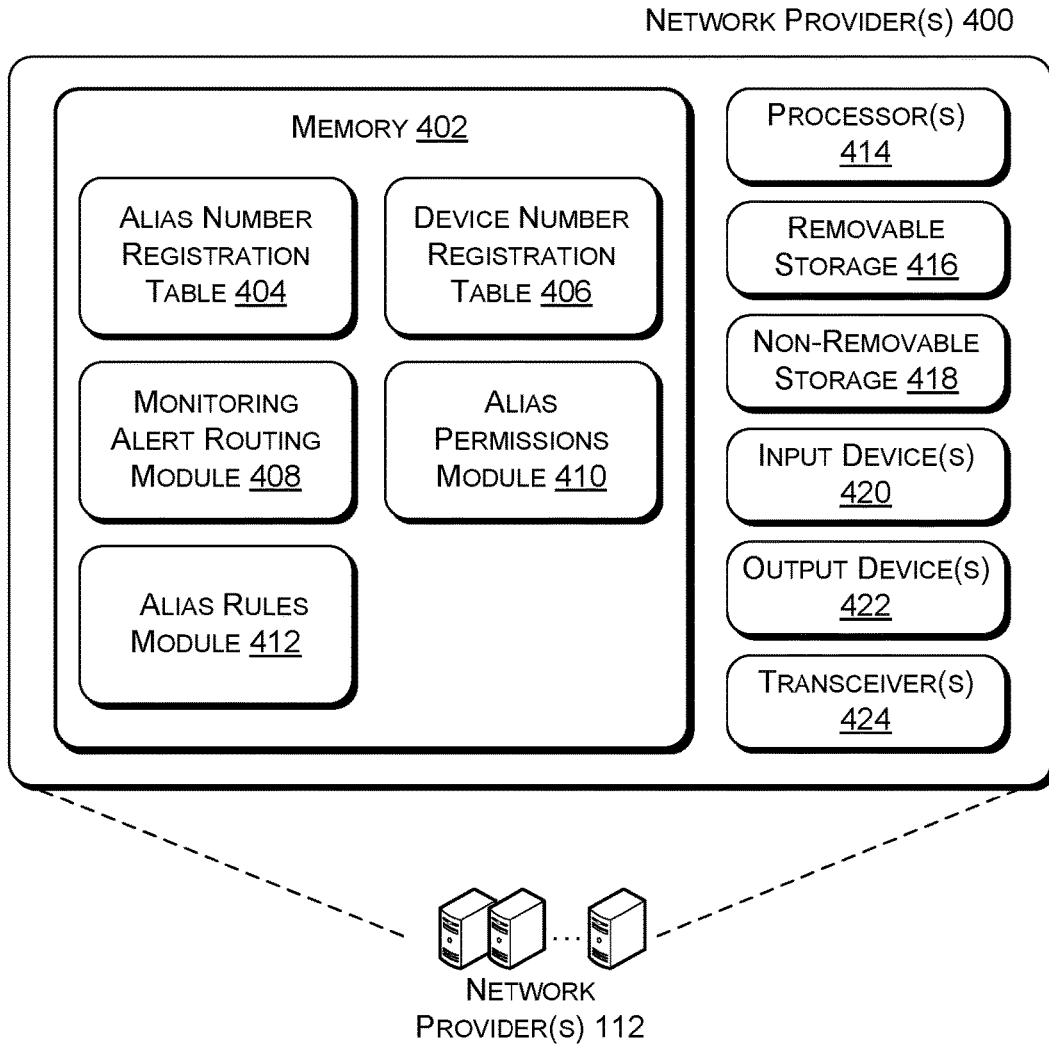 NETWORK PROVIDER(S) 400
MEMORY 402
ALIAS NUMBER
REGISTRATION
TABLE 404
DEVICE NUMBER
REGISTRATION
TABLE 406
MONITORING
ALERT ROUTING
MODULE 408
ALIAS
PERMISSIONS
MODULE 410
ALIAS RULES
MODULE 412
PROCESSOR(S)
414
REMOVABLE
STORAGE 416
NON-REMOVABLE
STORAGE 418
INPUT DEVICE(S)
420
OUTPUT DEVICE(S)
422
TRANSCEIVER(S)
424
NETWORK
PROVIDER(S) 112